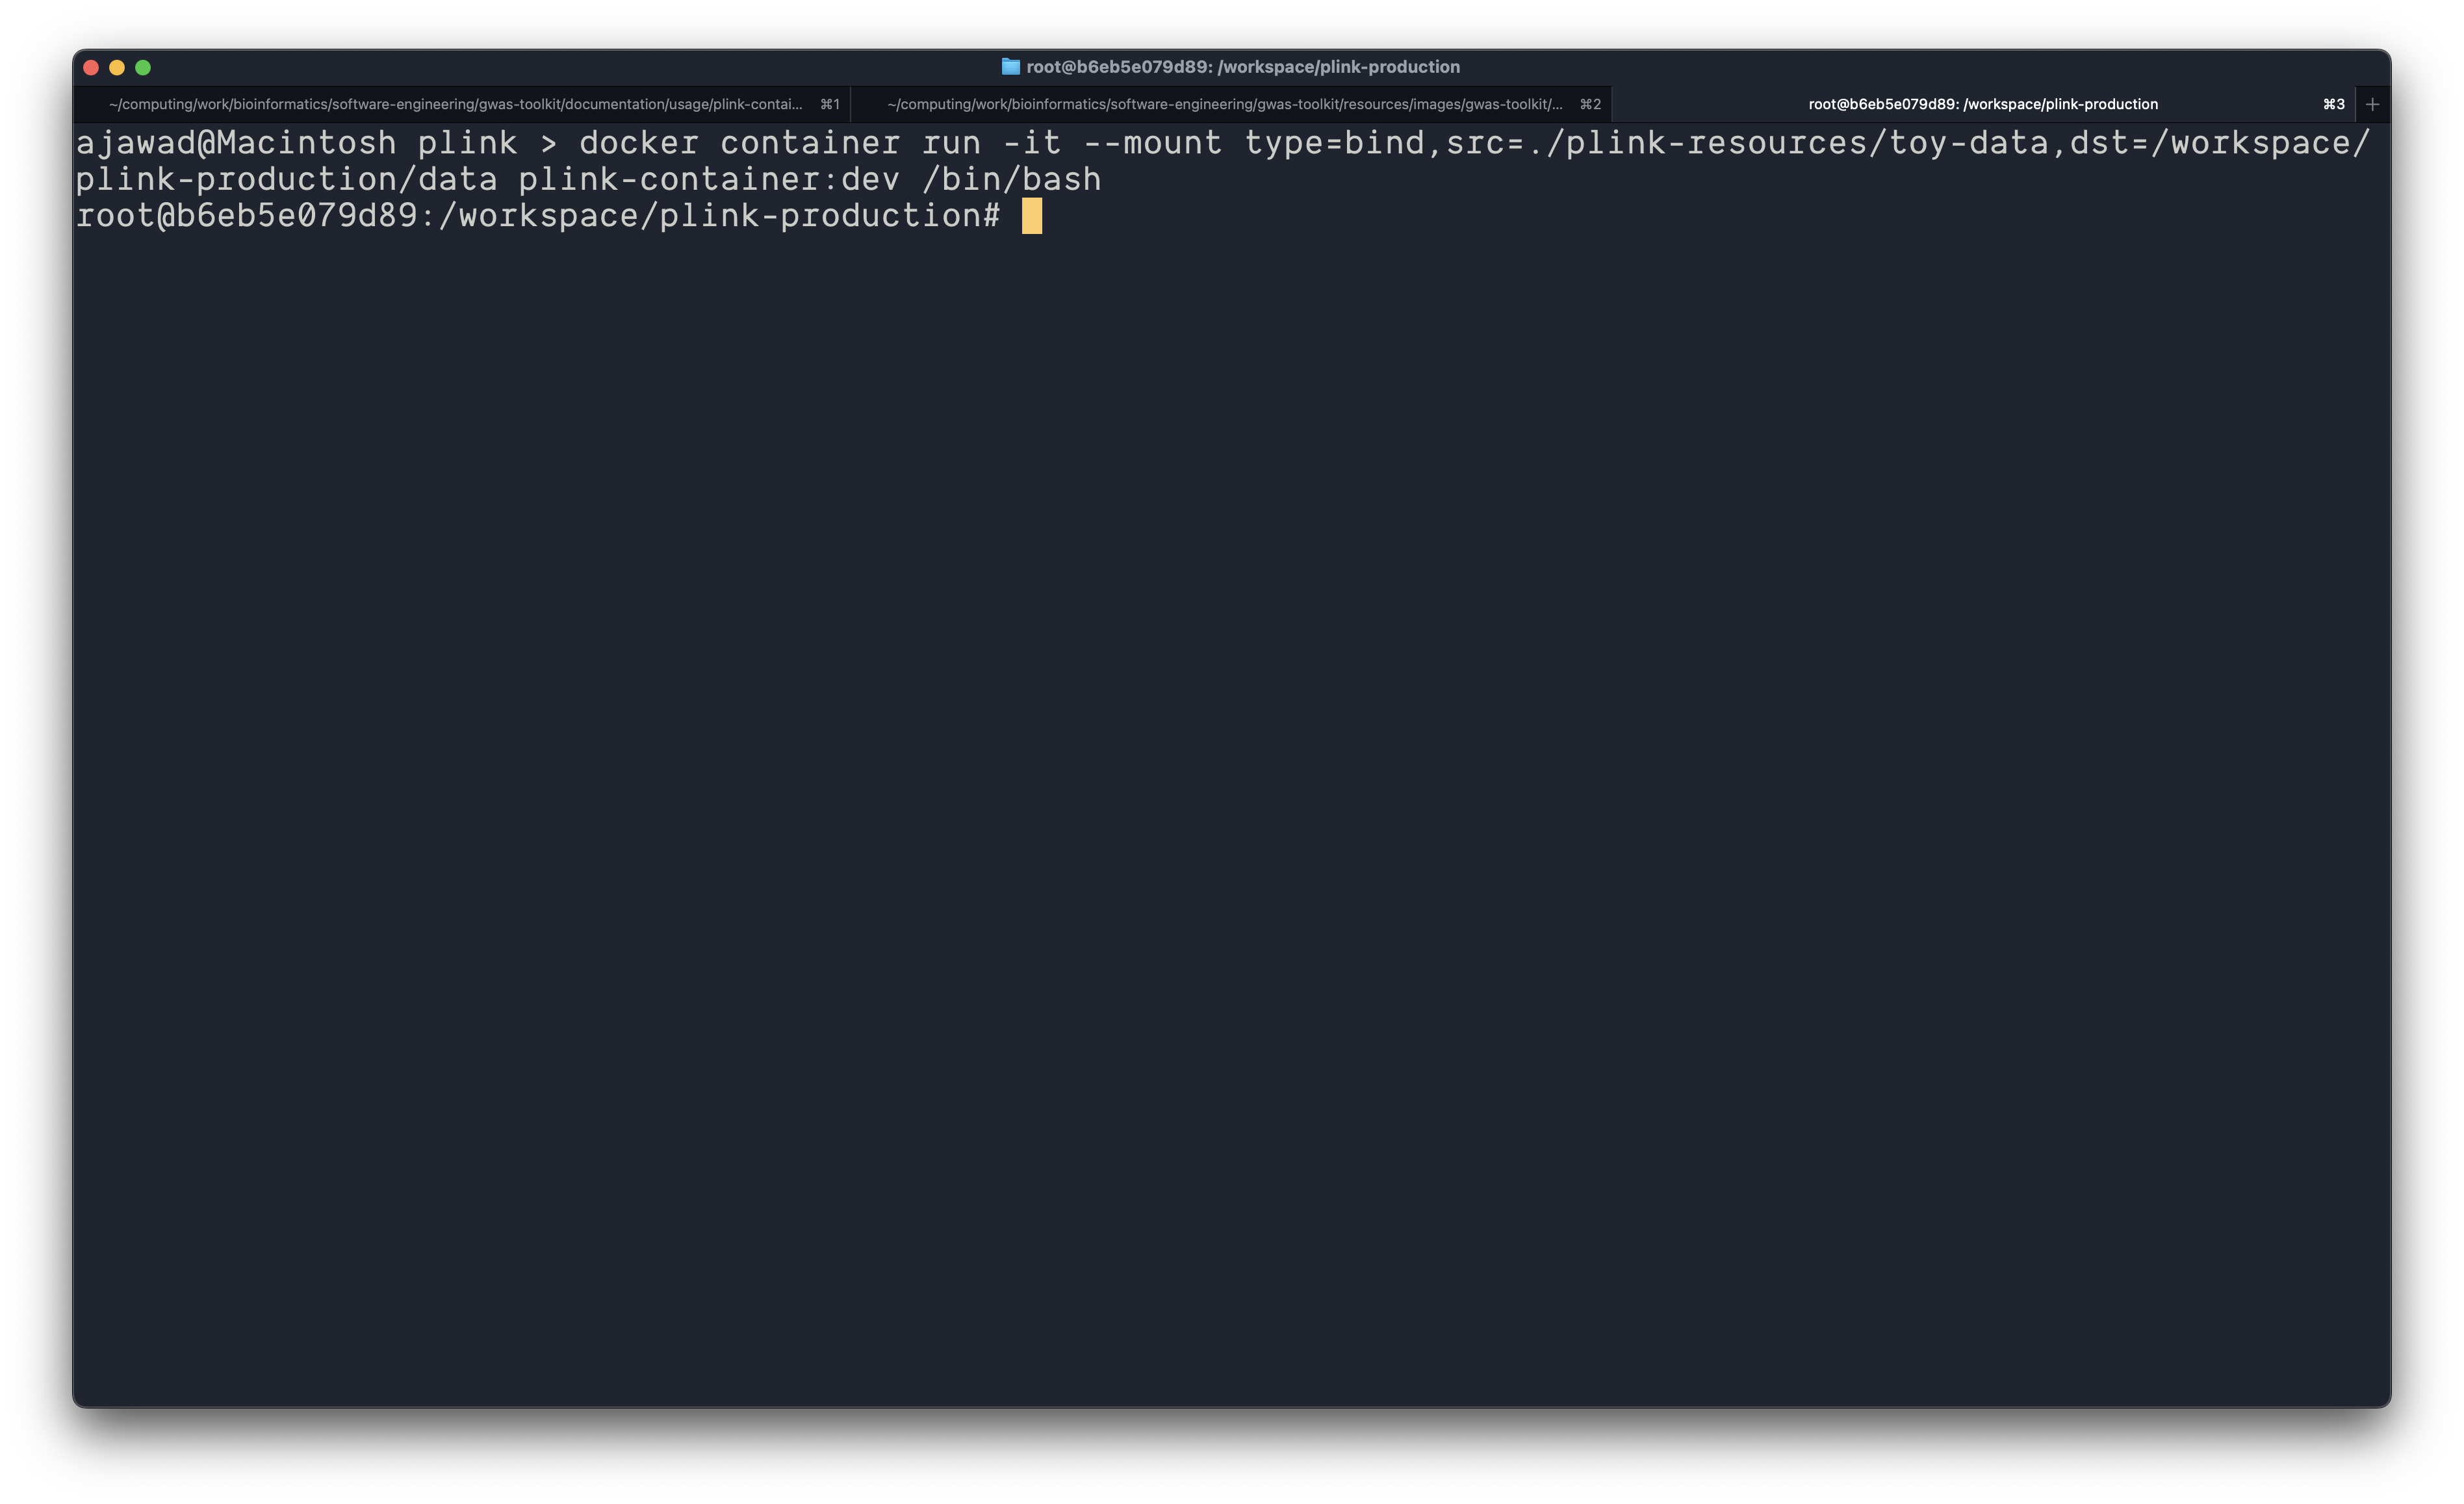 root@b6eb5e079d89: /workspace/plink-production
~/computing/work/bioinformatics/software-engineering/gwas-toolkit/documentation/usage/plink-contai... ⌘1
~/computing/work/bioinformatics/software-engineering/gwas-toolkit/resources/images/gwas-toolkit/... ⌘2
root@b6eb5e079d89: /workspace/plink-production ⌘3
ajawad@Macintosh plink > docker container run -it --mount type=bind,src=./plink-resources/toy-data,dst=/workspace/
plink-production/data plink-container:dev /bin/bash
root@b6eb5e079d89:/workspace/plink-production#